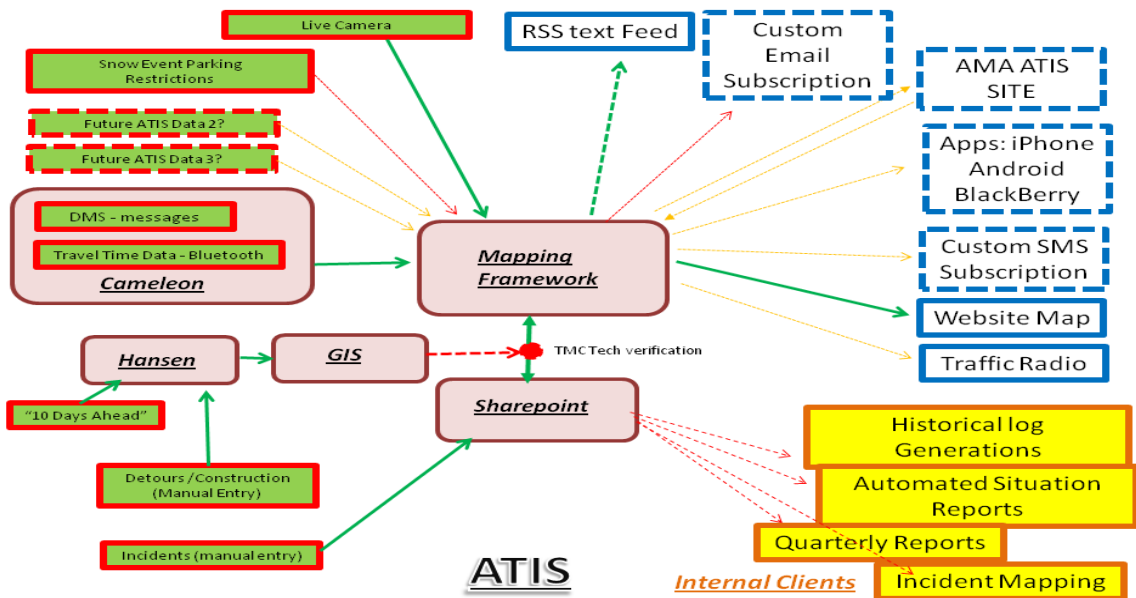 Live Camera
RSS text Feed
Custom
Email
Subscription
AMA ATIS
SITE
Snow Event Parking
Restrictions
Future ATIS Data 2?
Future ATIS Data 3?
Apps: iPhone
Android
BlackBerry
DMS - messages
Travel Time Data - Bluetooth
Cameleon
Mapping
Framework
Custom SMS
Subscription
Website Map
Traffic Radio
Hansen
GIS
TMC Tech verification
Sharepoint
"10 Days Ahead"
Detours /Construction
(Manual Entry)
Incidents (manual entry)
Historical log
Generations
Automated Situation
Reports
Quarterly Reports
Incident Mapping
ATIS
Internal Clients